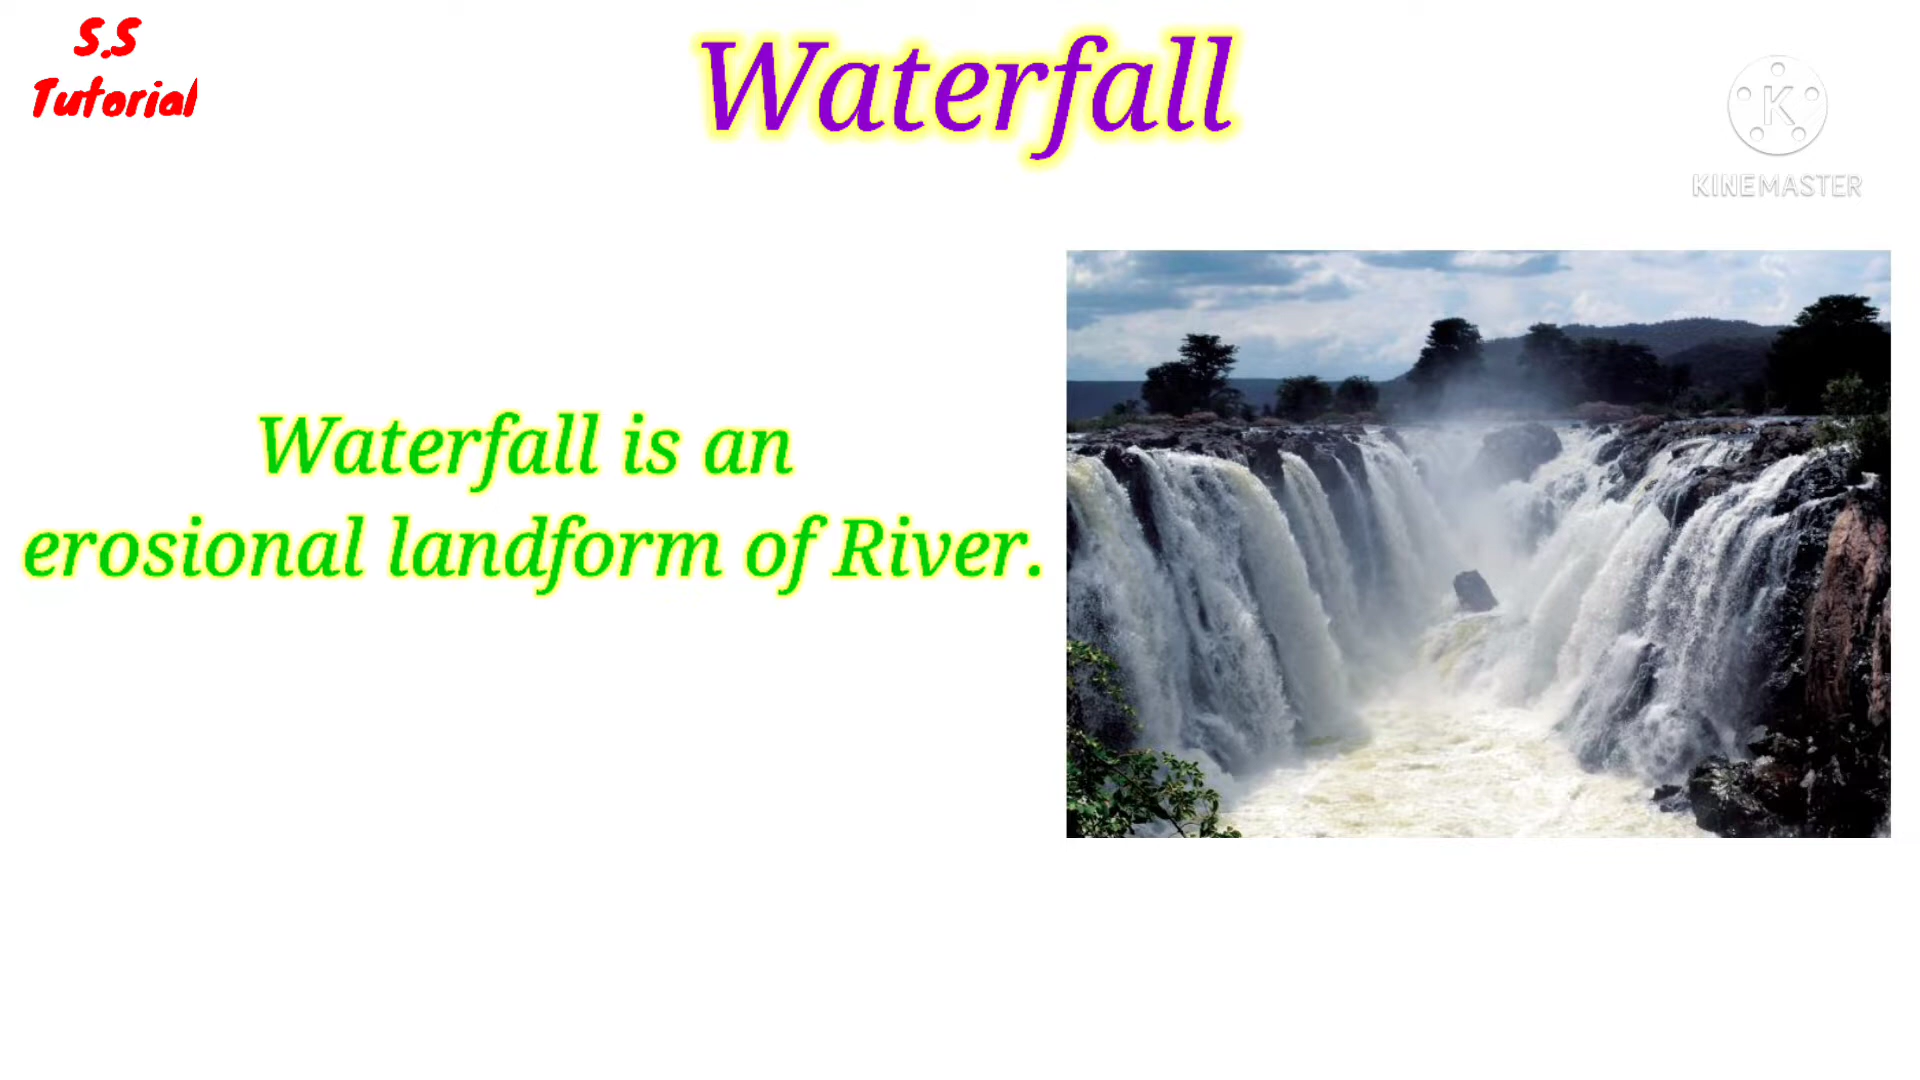 S.S
Tutorial
Waterfall
K
KINEMASTER
Waterfall is an
erosional landform of River.